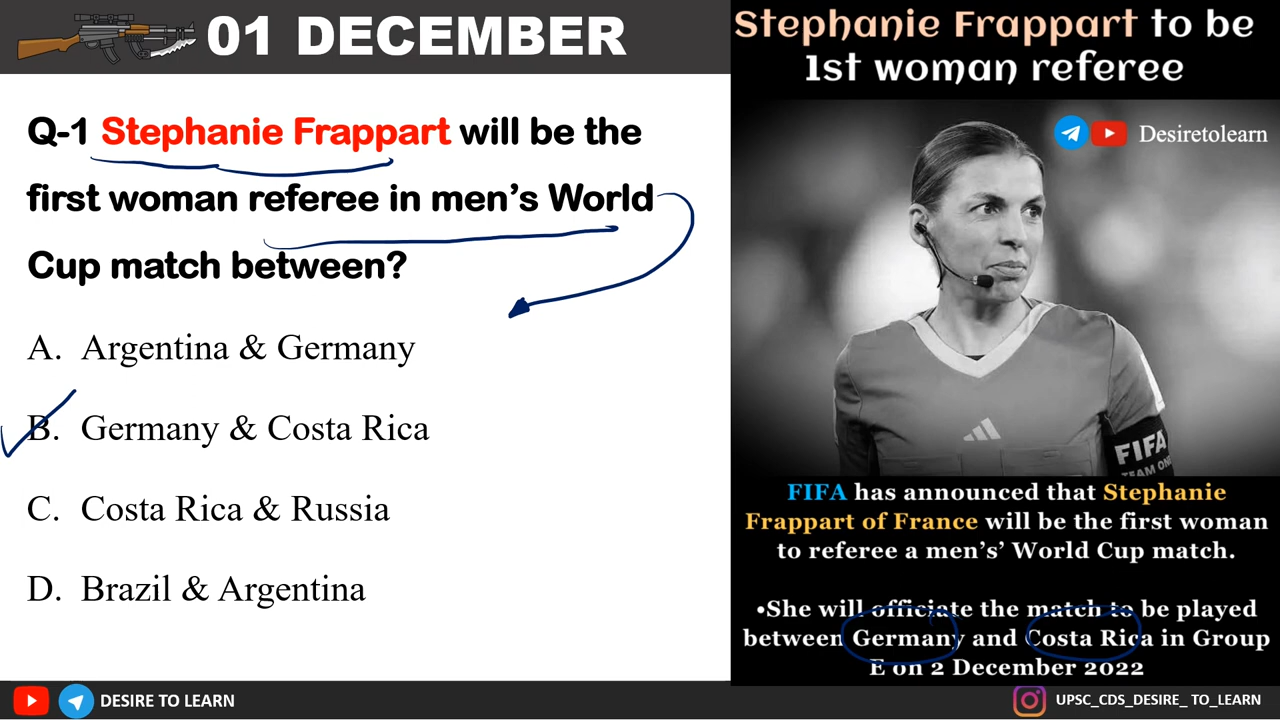 01 DECEMBER
Q-1 Stephanie Frappart will be the
first woman referee in men’s World
Cup match between?
A. Argentina & Germany
B. Germany & Costa Rica
C. Costa Rica & Russia
D. Brazil & Argentina
Stephanie Frappart to be
1st woman referee
Desiretolearn
FIFA
TEAM ON
FIFA has announced that Stephanie
Frappart of France will be the first woman
to referee a men’s’ World Cup match.
•She will officiate the match to be played
between Germany and Costa Rica in Group
E on 2 December 2022
DESIRE TO LEARN
UPSC_CDS_DESIRE_ TO_LEARN